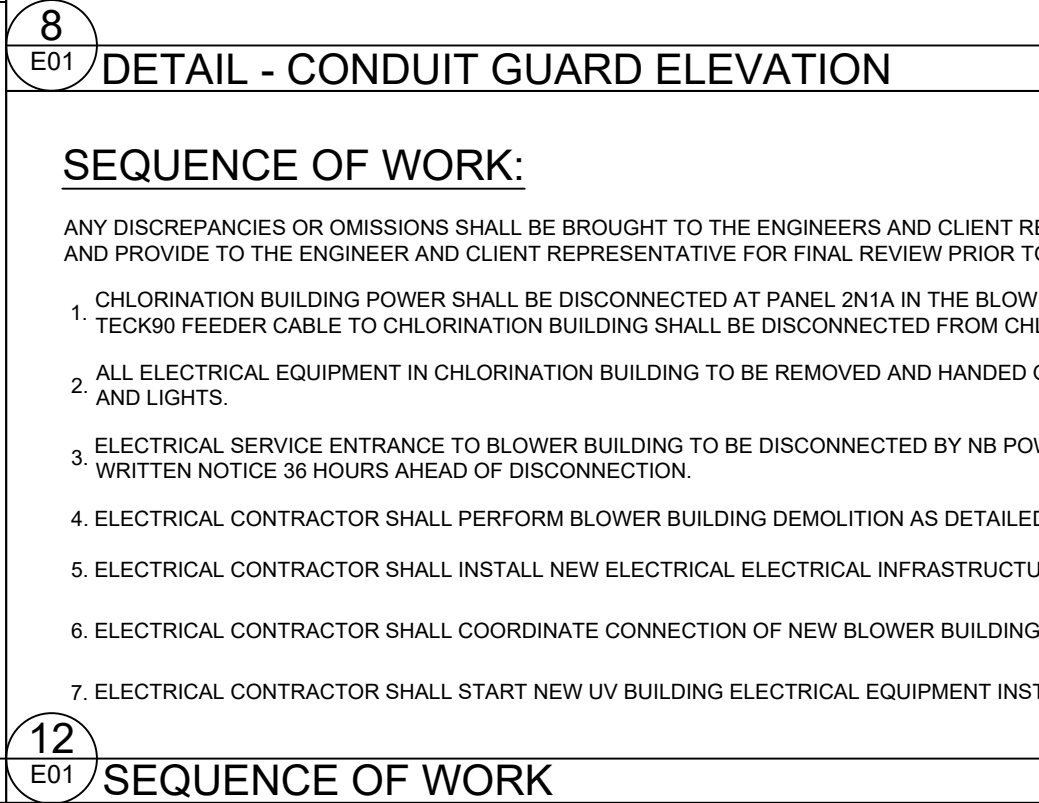 8
E01
DETAIL - CONDUIT GUARD ELEVATION
SEQUENCE OF WORK:
ANY DISCREPANCIES OR OMISSIONS SHALL BE BROUGHT TO THE ENGINEERS AND CLIENT
AND PROVIDE TO THE ENGINEER AND CLIENT REPRESENTATIVE FOR FINAL REVIEW PRIOR
1. CHLORINATION BUILDING POWER SHALL BE DISCONNECTED AT PANEL 2N1A IN THE
TECK90 FEEDER CABLE TO CHLORINATION BUILDING SHALL BE DISCONNECTED FROM
2. ALL ELECTRICAL EQUIPMENT IN CHLORINATION BUILDING TO BE REMOVED AND HANDED
AND LIGHTS.
3. ELECTRICAL SERVICE ENTRANCE TO BLOWER BUILDING TO BE DISCONNECTED BY NB
WRITTEN NOTICE 36 HOURS AHEAD OF DISCONNECTION.
4. ELECTRICAL CONTRACTOR SHALL PERFORM BLOWER BUILDING DEMOLITION AS
5. ELECTRICAL CONTRACTOR SHALL INSTALL NEW ELECTRICAL ELECTRICAL
6. ELECTRICAL CONTRACTOR SHALL COORDINATE CONNECTION OF NEW BLOWER BUILDING
7. ELECTRICAL CONTRACTOR SHALL START NEW UV BUILDING ELECTRICAL EQUIPMENT
12
E01
SEQUENCE OF WORK